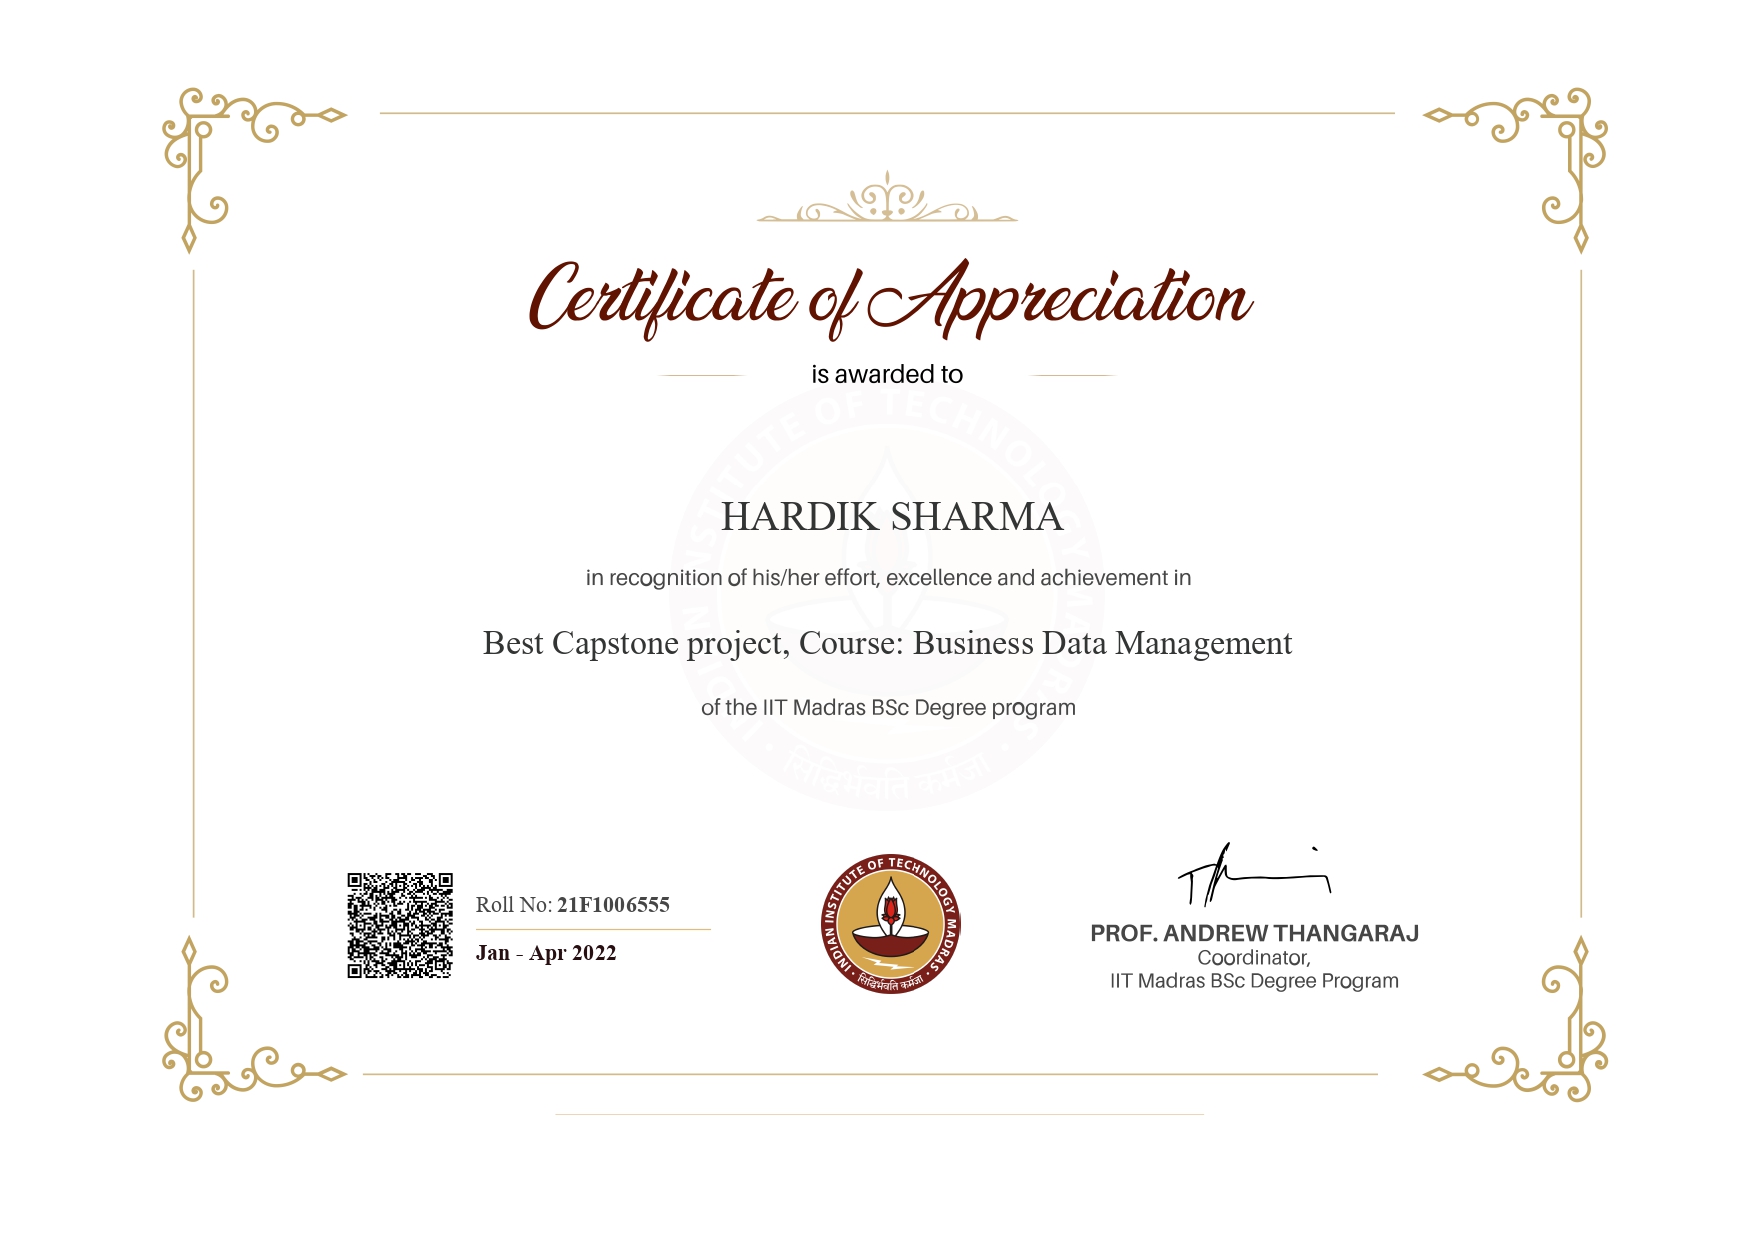 Certificate of Appreciation
is awarded to
HARDIK SHARMA
in recognition of his/her effort, excellence and achievement in
Best Capstone project, Course: Business Data Management
of the IIT Madras BSc Degree program
Roll No: 21F1006555
Jan - Apr 2022
INDIAN INSTITUTE OF TECHNOLOGY MADRAS
सिद्धिर्भवति कर्मजा
PROF. ANDREW THANGARAJ
Coordinator,
IIT Madras BSc Degree Program